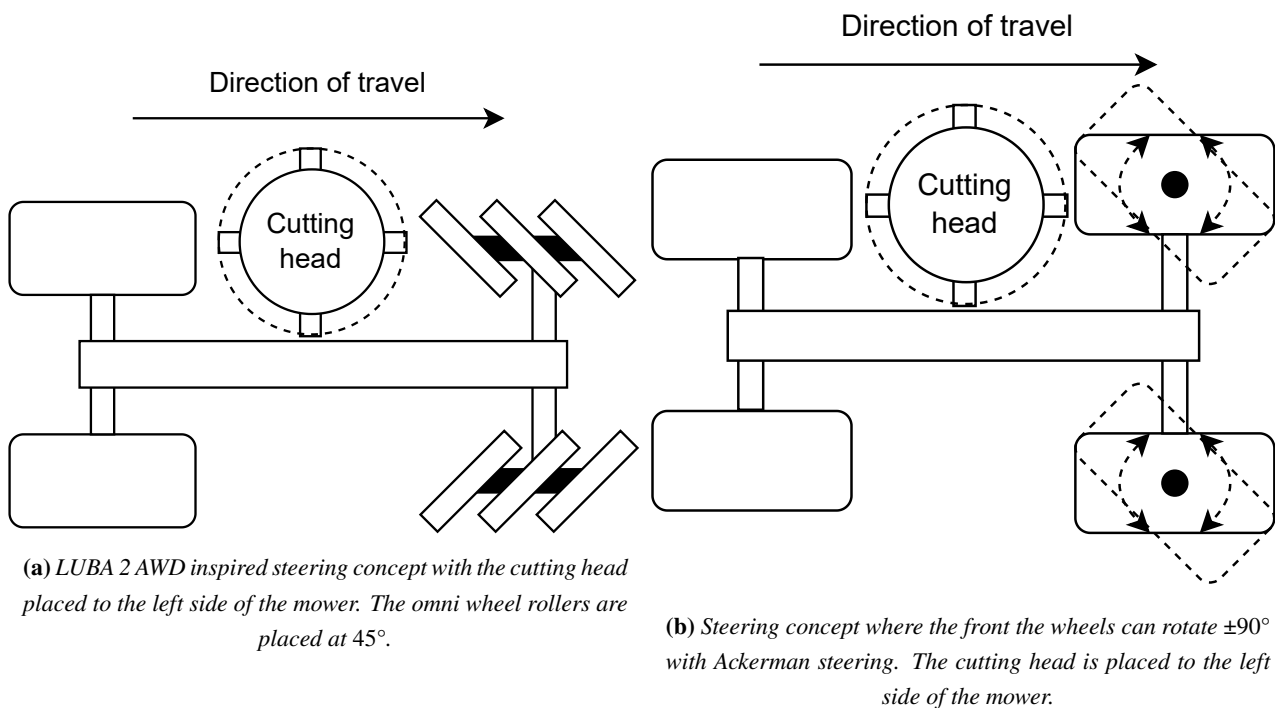 Direction of travel
Cutting
head
(a) LUBA 2 AWD inspired steering concept with the cutting head
placed to the left side of the mower. The omni wheel rollers are
placed at 45°.
Direction of travel
Cutting
head
(b) Steering concept where the front the wheels can rotate ±90°
with Ackerman steering. The cutting head is placed to the left
side of the mower.